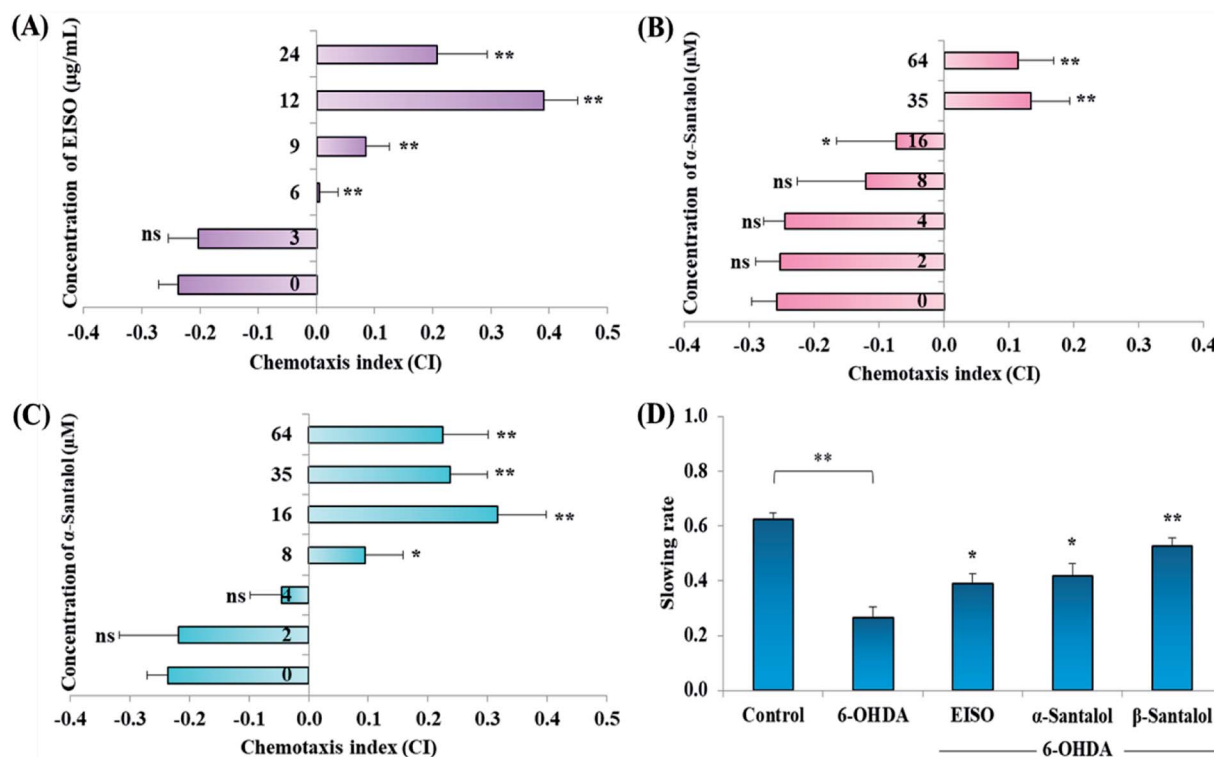 (A)
Concentration of EISO (µg/mL)
24
**
12
**
9
**
6
**
ns
3
0
-0.4 -0.3 -0.2 -0.1 0.0 0.1 0.2 0.3 0.4 0.5
Chemotaxis index (CI)
(B)
Concentration of α-Santalol (µM)
64
**
35
**
*
16
ns
8
ns
4
ns
2
0
-0.4 -0.3 -0.2 -0.1 0.0 0.1 0.2 0.3 0.4
Chemotaxis index (CI)
(C)
Concentration of α-Santalol (µM)
64
**
35
**
16
**
8
*
ns
4
ns
2
0
-0.4 -0.3 -0.2 -0.1 0.0 0.1 0.2 0.3 0.4 0.5
Chemotaxis index (CI)
(D)
Slowing rate
1.0
0.8
0.6
0.4
0.2
0.0
**
*
*
**
Control 6-OHDA EISO α-Santalol β-Santalol
6-OHDA